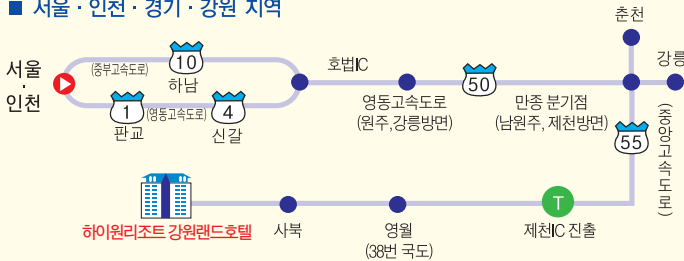 ■ 서울 · 인천 · 경기 · 강원 지역
춘천
서울
·
인천
(중부고속도로)
10
하남
호법IC
강릉
1
판교
(영동고속도로)
4
신갈
영동고속도로
(원주,강릉방면)
50
만종 분기점
(남원주, 제천방면)
55
(중앙고속도로)
하이원리조트 강원랜드호텔
사북
영월
(38번 국도)
T
제천IC 진출